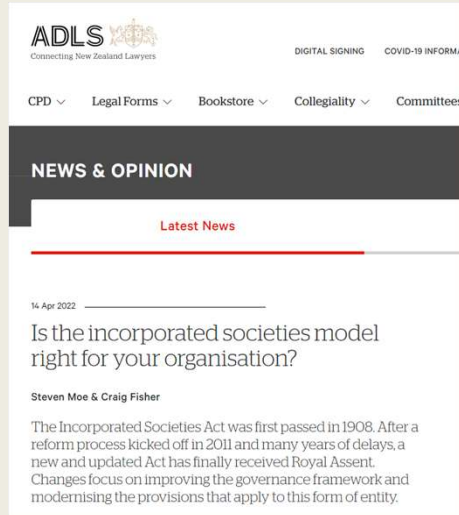 ADLS
Connecting New Zealand Lawyers
DIGITAL SIGNING COVID-19 INFORMA
CPD Legal Forms Bookstore Collegiality Committees
NEWS & OPINION
Latest News
14 Apr 2022
Is the incorporated societies model
right for your organisation?
Steven Moe & Craig Fisher
The Incorporated Societies Act was first passed in 1908. After a
reform process kicked off in 2011 and many years of delays, a
new and updated Act has finally received Royal Assent.
Changes focus on improving the governance framework and
modernising the provisions that apply to this form of entity.